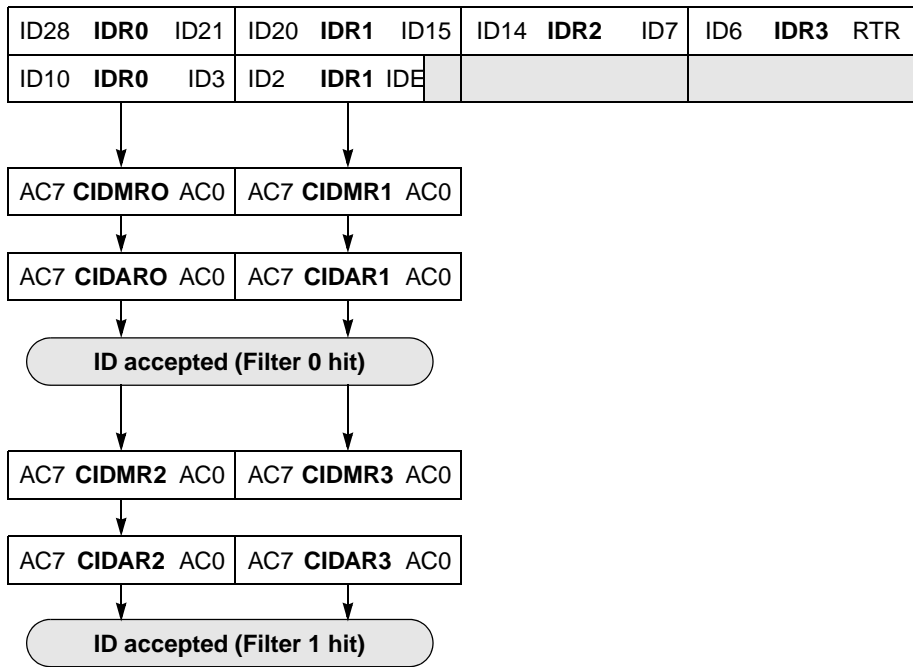 ID28 IDR0 ID21 ID20 IDR1 ID15 ID14 IDR2 ID7 ID6 IDR3 RTR
ID10 IDR0 ID3 ID2 IDR1 IDE
AC7 CIDMRO AC0 AC7 CIDMR1 AC0
AC7 CIDARO AC0 AC7 CIDAR1 AC0
ID accepted (Filter 0 hit)
AC7 CIDMR2 AC0 AC7 CIDMR3 AC0
AC7 CIDAR2 AC0 AC7 CIDAR3 AC0
ID accepted (Filter 1 hit)